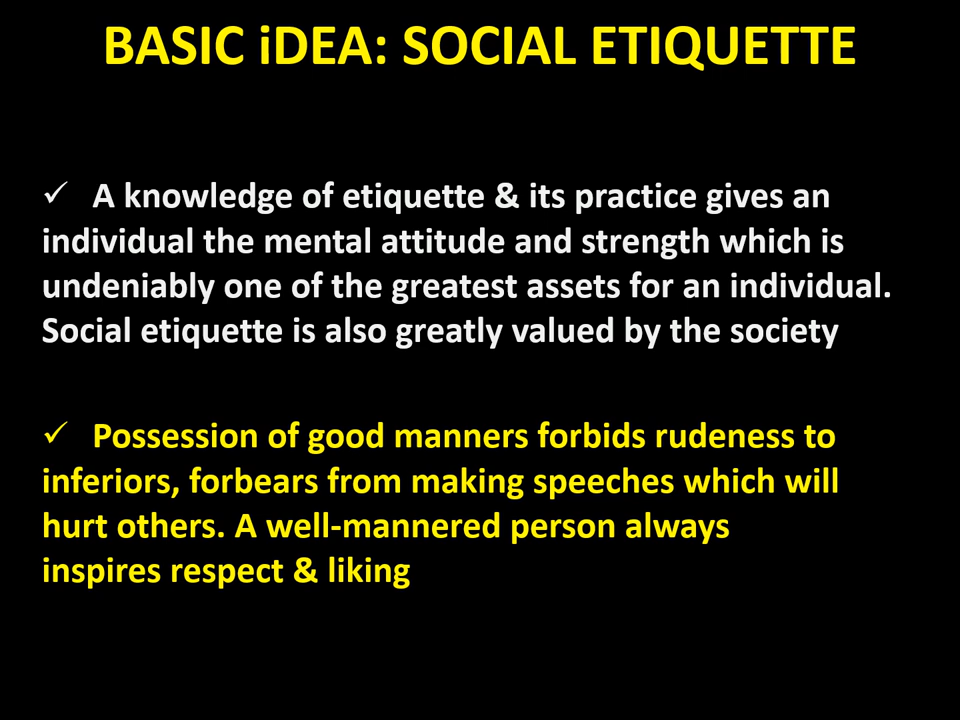 BASIC iDEA: SOCIAL ETIQUETTE
✓ A knowledge of etiquette & its practice gives an
individual the mental attitude and strength which is
undeniably one of the greatest assets for an individual.
Social etiquette is also greatly valued by the society
✓ Possession of good manners forbids rudeness to
inferiors, forbears from making speeches which will
hurt others. A well-mannered person always
inspires respect & liking